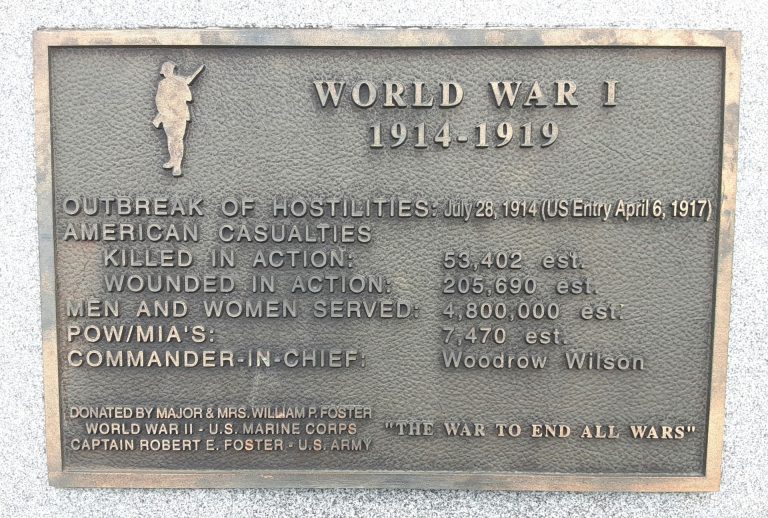 WORLD WAR I
1914-1919
OUTBREAK OF HOSTILITIES: July 28, 1914 (US Entry April 6, 1917)
AMERICAN CASUALTIES
KILLED IN ACTION: 53,402 est.
WOUNDED IN ACTION: 205,690 est.
MEN AND WOMEN SERVED: 4,800,000 est.
POW/MIA'S: 7,470 est.
COMMANDER-IN-CHIEF: Woodrow Wilson
DONATED BY MAJOR & MRS. WILLIAM P. FOSTER
WORLD WAR II - U.S. MARINE CORPS
CAPTAIN ROBERT E. FOSTER - U.S. ARMY
"THE WAR TO END ALL WARS"